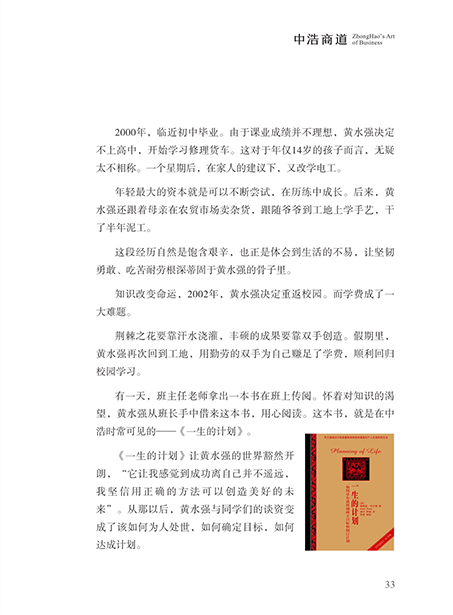 中浩商道 ZhongHao's Art
of Business
2000年，临近初中毕业。由于课业成绩并不理想，黄水强决定
不上高中，开始学习修理货车。这对于年仅14岁的孩子而言，无疑
太不相称。一个星期后，在家人的建议下，又改学电工。
年轻最大的资本就是可以不断尝试，在历练中成长。后来，黄
水强还跟着母亲在农贸市场卖杂货，跟随爷爷到工地上学手艺，干
了半年泥工。
这段经历自然是饱含艰辛，也正是体会到生活的不易，让坚韧
勇敢、吃苦耐劳根深蒂固于黄水强的骨子里。
知识改变命运，2002年，黄水强决定重返校园。而学费成了一
大难题。
荆棘之花要靠汗水浇灌，丰硕的成果要靠双手创造。假期里，
黄水强再次回到工地，用勤劳的双手为自己赚足了学费，顺利回归
校园学习。
有一天，班主任老师拿出一本书在班上传阅。怀着对知识的渴
望，黄水强从班长手中借来这本书，用心阅读。这本书，就是在中
浩时常可见的——《一生的计划》。
《一生的计划》让黄水强的世界豁然开
朗，“它让我感觉到成功离自己并不遥远，
我坚信用正确的方法可以创造美好的未
来”。从那以后，黄水强与同学们的谈资变
成了该如何为人处世，如何确定目标，如何
达成计划。
Planning of Life
一生的计划
33